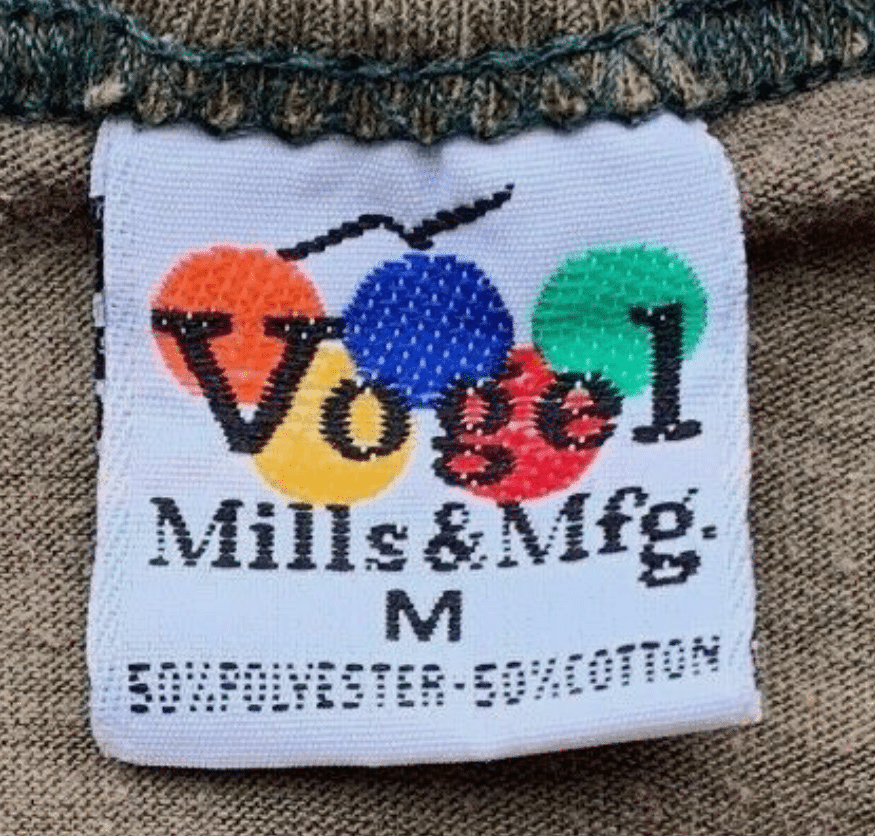 Vogel
Mills & Mfg.
M
50% POLYESTER - 50% COTTON